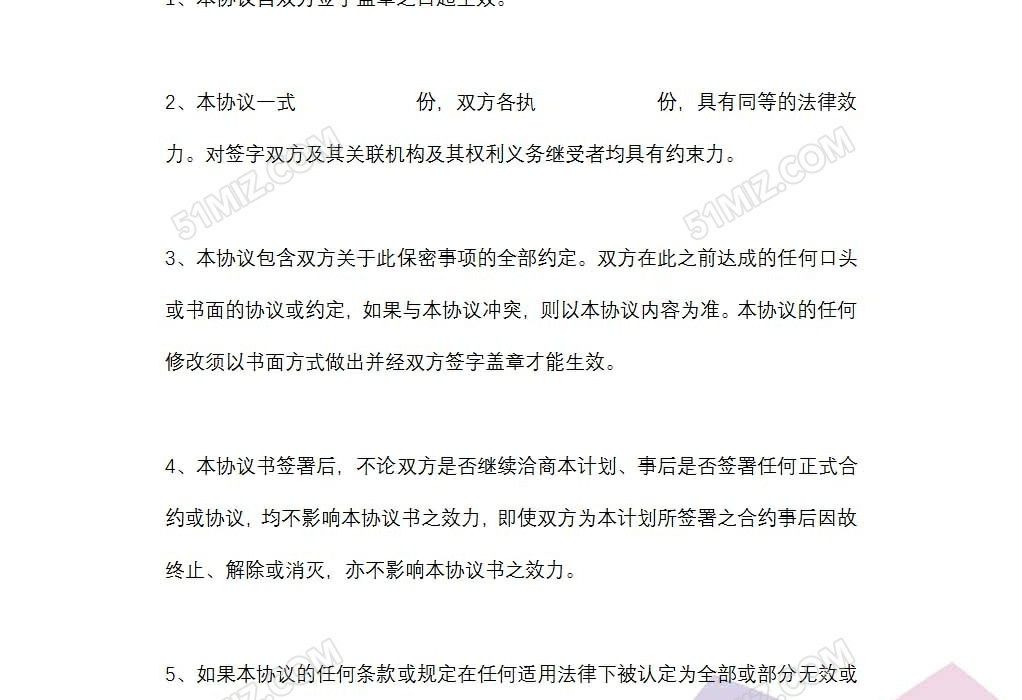 1、本协议自双方签字盖章之日起生效。
2、本协议一式 份，双方各执 份，具有同等的法律效
力。对签字双方及其关联机构及其权利义务继受者均具有约束力。
51MIZ.COM 51MIZ.COM
3、本协议包含双方关于此保密事项的全部约定。双方在此之前达成的任何口头
或书面的协议或约定，如果与本协议冲突，则以本协议内容为准。本协议的任何
修改须以书面方式做出并经双方签字盖章才能生效。
4、本协议书签署后，不论双方是否继续洽商本计划、事后是否签署任何正式合
约或协议，均不影响本协议书之效力，即使双方为本计划所签署之合约事后因故
终止、解除或消灭，亦不影响本协议书之效力。
5、如果本协议的任何条款或规定在任何适用法律下被认定为全部或部分无效或
51MIZ.COM 51MIZ.COM